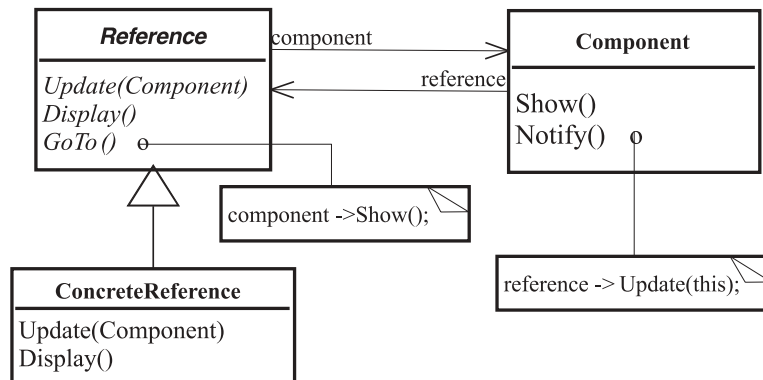 Reference
component
Component
reference
Update(Component)
Display()
GoTo ()
Show()
Notify()
component ->Show();
reference -> Update(this);
ConcreteReference
Update(Component)
Display()